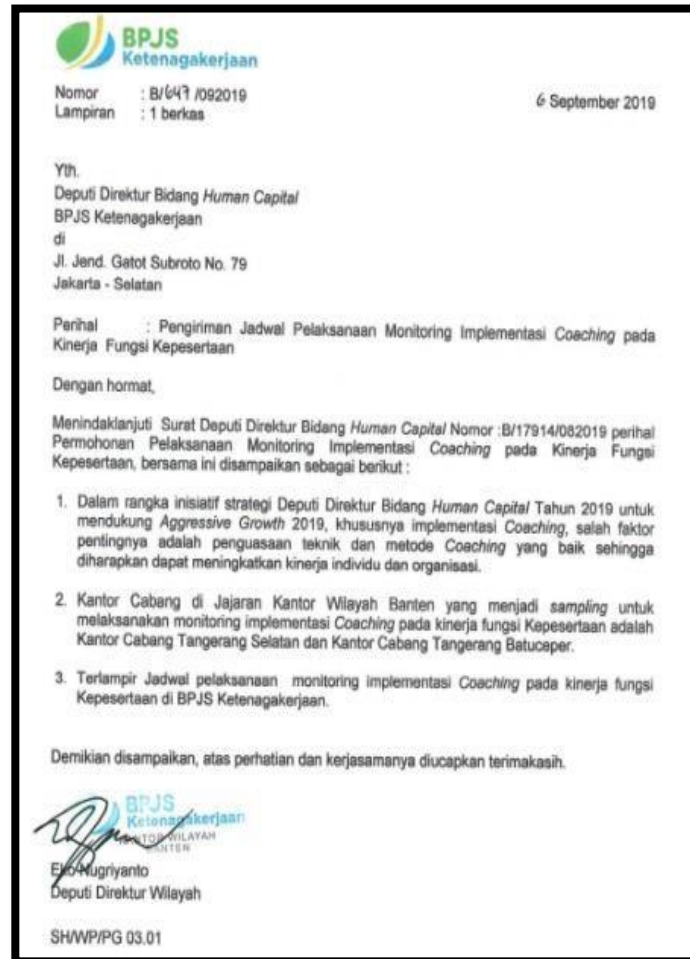 BPJS
Ketenagakerjaan
Nomor : B/647/092019
6 September 2019
Lampiran : 1 berkas
Yth.
Deputi Direktur Bidang Human Capital
BPJS Ketenagakerjaan
di
Jl. Jend. Gatot Subroto No. 79
Jakarta - Selatan
Perihal : Pengiriman Jadwal Pelaksanaan Monitoring Implementasi Coaching pada
Kinerja Fungsi Kepesertaan
Dengan hormat,
Menindaklanjuti Surat Deputi Direktur Bidang Human Capital Nomor :B/17914/082019 perihal
Permohonan Pelaksanaan Monitoring Implementasi Coaching pada Kinerja Fungsi
Kepesertaan, bersama ini disampaikan sebagai berikut :
1. Dalam rangka inisiatif strategi Deputi Direktur Bidang Human Capital Tahun 2019 untuk
mendukung Aggressive Growth 2019, khususnya implementasi Coaching, salah faktor
pentingnya adalah penguasaan teknik dan metode Coaching yang baik sehingga
diharapkan dapat meningkatkan kinerja individu dan organisasi.
2. Kantor Cabang di Jajaran Kantor Wilayah Banten yang menjadi sampling untuk
melaksanakan monitoring implementasi Coaching pada kinerja fungsi Kepesertaan adalah
Kantor Cabang Tangerang Selatan dan Kantor Cabang Tangerang Batuceper.
3. Terlampir Jadwal pelaksanaan monitoring implementasi Coaching pada kinerja fungsi
Kepesertaan di BPJS Ketenagakerjaan.
Demikian disampaikan, atas perhatian dan kerjasamanya diucapkan terimakasih.
BPJS
Ketenagakerjaan
KANTOR WILAYAH
BANTEN
Eko Nugriyanto
Deputi Direktur Wilayah
SH/WP/PG 03.01